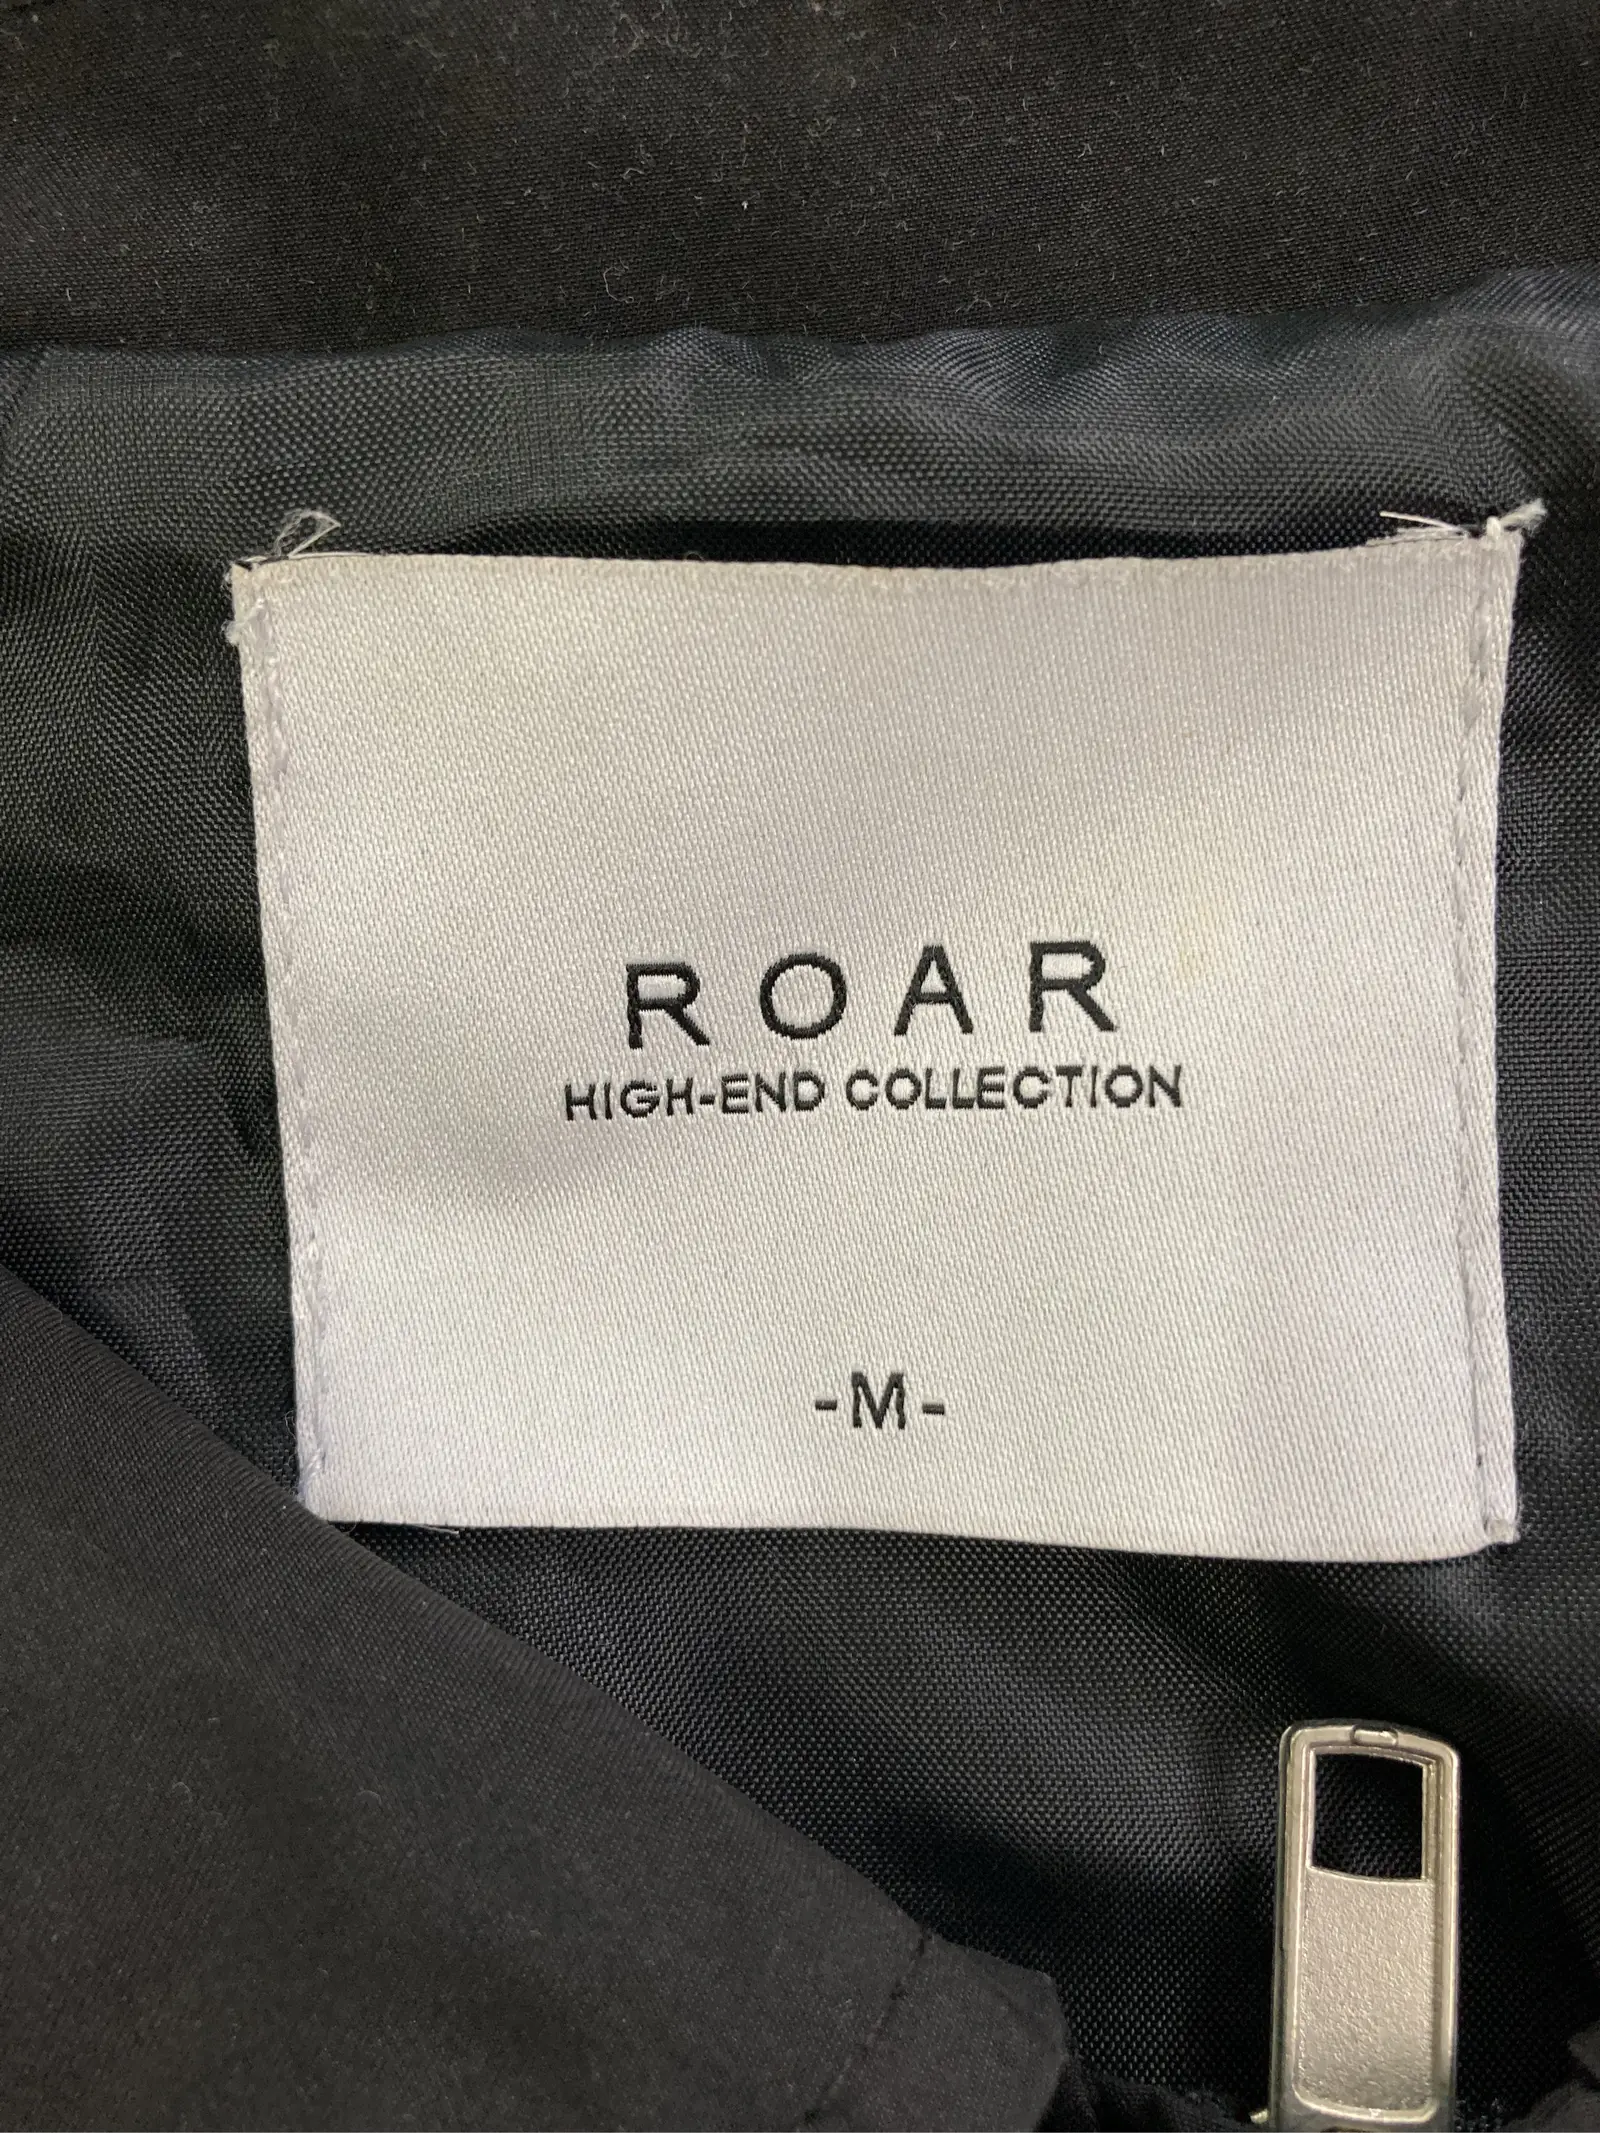 ROAR
HIGH-END COLLECTION
-M-